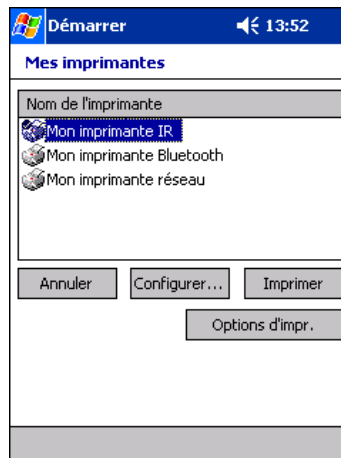 Démarrer 13:52
Mes imprimantes
Nom de l'imprimante
Mon imprimante IR
Mon imprimante Bluetooth
Mon imprimante réseau
Annuler Configurer... Imprimer
Options d'impr.